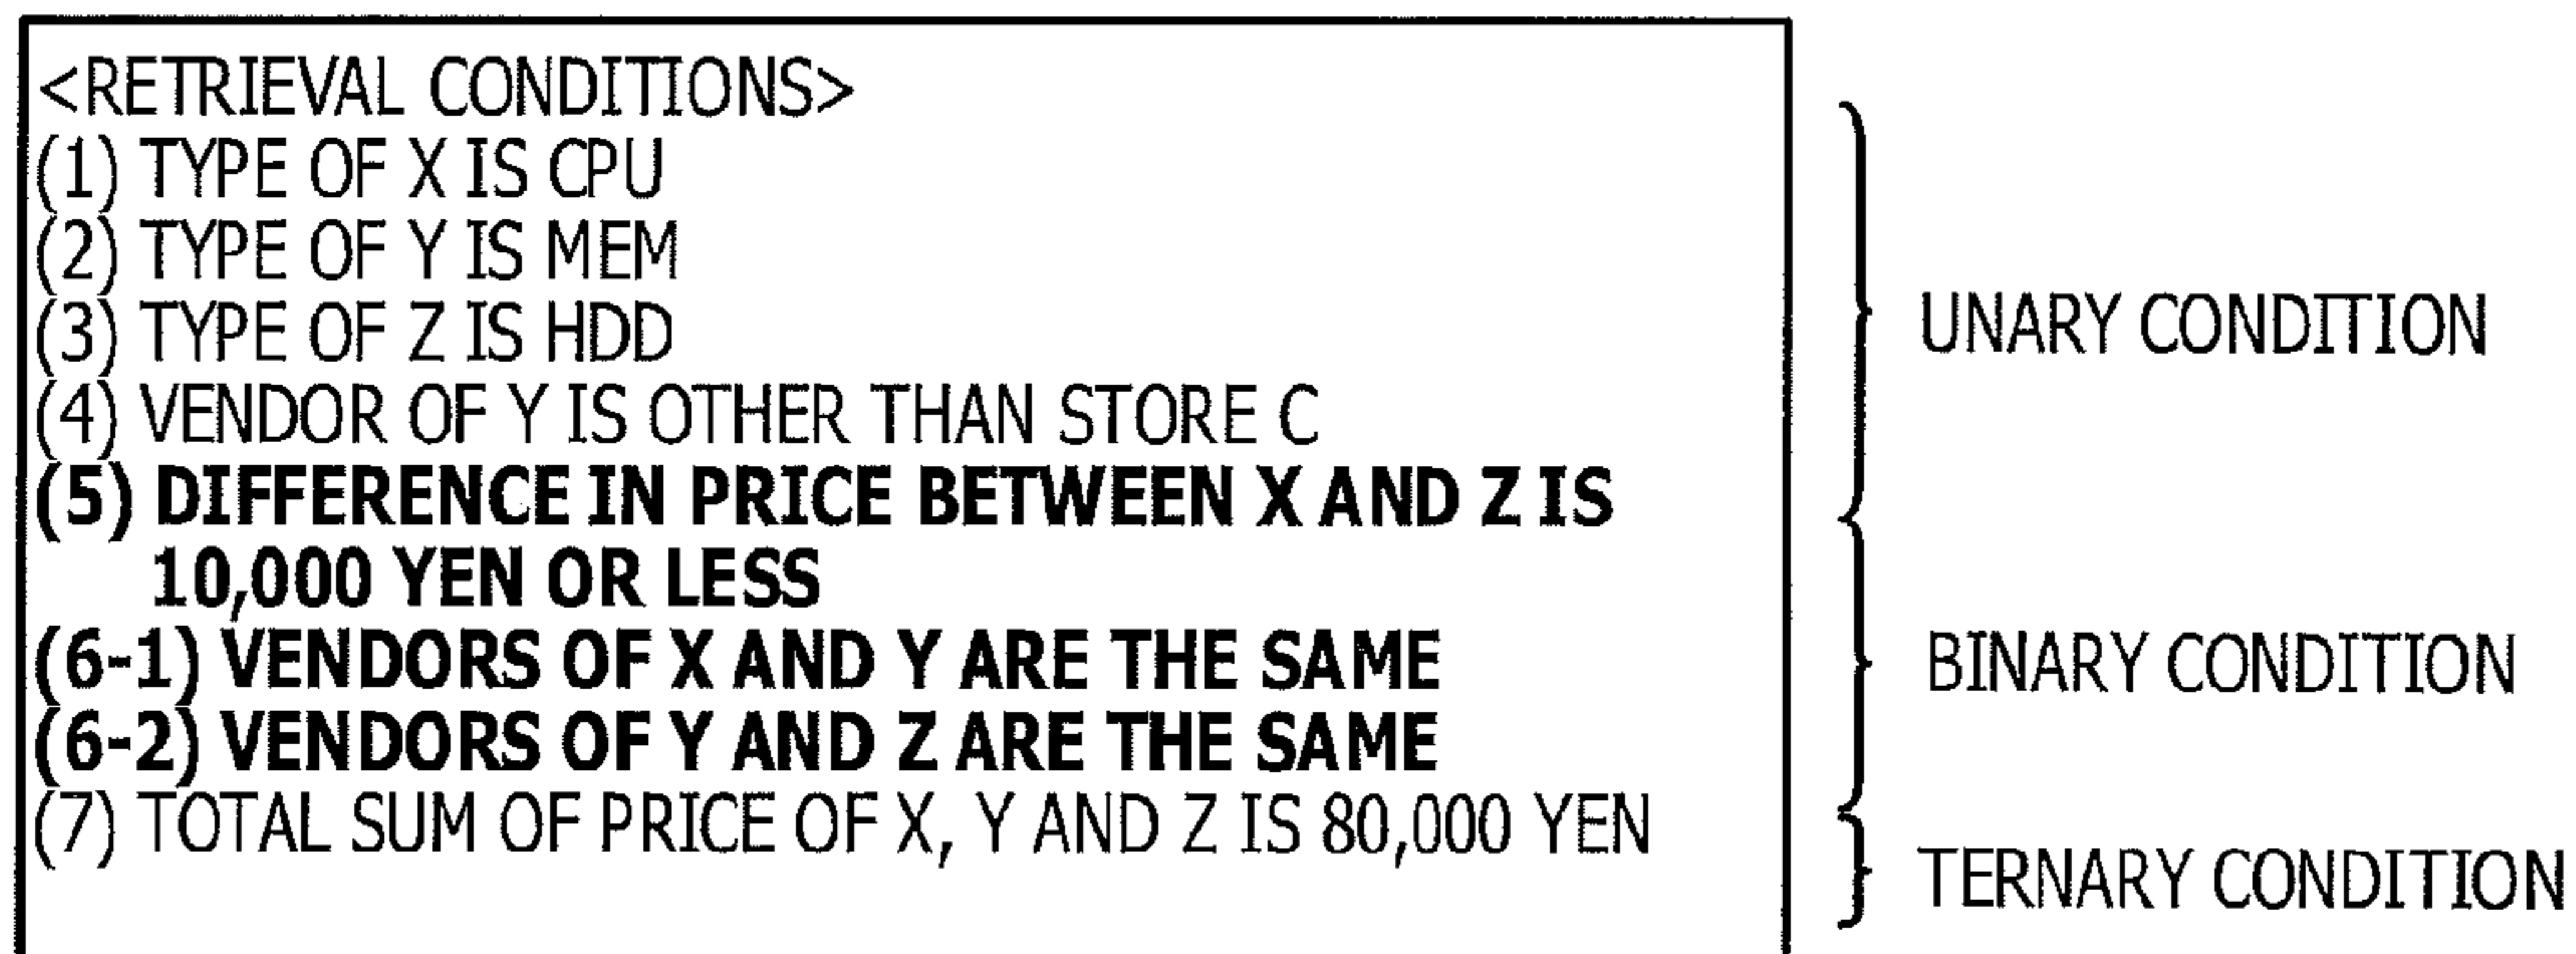 <RETRIEVAL CONDITIONS>
(1) TYPE OF X IS CPU
(2) TYPE OF Y IS MEM
(3) TYPE OF Z IS HDD
(4) VENDOR OF Y IS OTHER THAN STORE C
(5) DIFFERENCE IN PRICE BETWEEN X AND Z IS
10,000 YEN OR LESS
(6-1) VENDORS OF X AND Y ARE THE SAME
(6-2) VENDORS OF Y AND Z ARE THE SAME
(7) TOTAL SUM OF PRICE OF X, Y AND Z IS 80,000 YEN
UNARY CONDITION
BINARY CONDITION
TERNARY CONDITION